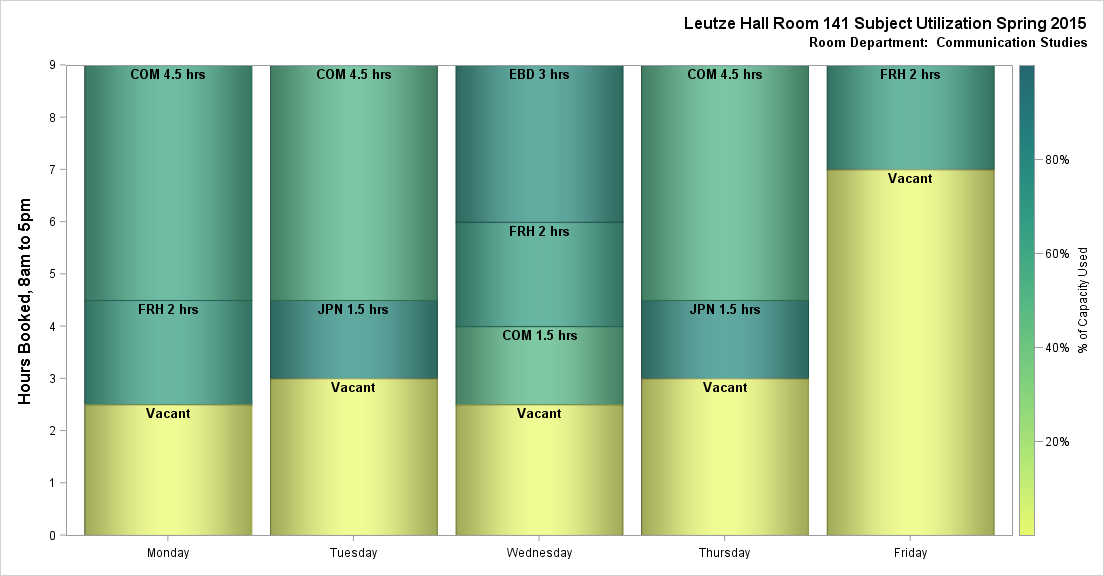 Leutze Hall Room 141 Subject Utilization Spring 2015
Room Department:  Communication Studies
Hours Booked, 8am to 5pm
9
8
7
6
5
4
3
2
1
0
COM 4.5 hrs
FRH 2 hrs
Vacant
COM 4.5 hrs
JPN 1.5 hrs
Vacant
EBD 3 hrs
FRH 2 hrs
COM 1.5 hrs
Vacant
COM 4.5 hrs
JPN 1.5 hrs
Vacant
FRH 2 hrs
Vacant
Monday
Tuesday
Wednesday
Thursday
Friday
80%
60%
40%
20%
% of Capacity Used